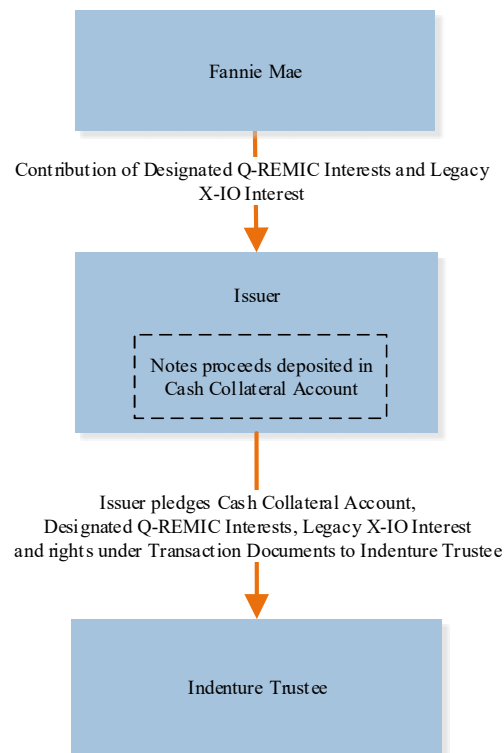 Fannie Mae
Contribution of Designated Q-REMIC Interests and Legacy
X-IO Interest
Issuer
Notes proceeds deposited in
Cash Collateral Account
Issuer pledges Cash Collateral Account,
Designated Q-REMIC Interests, Legacy X-IO Interest
and rights under Transaction Documents to Indenture Trustee
Indenture Trustee